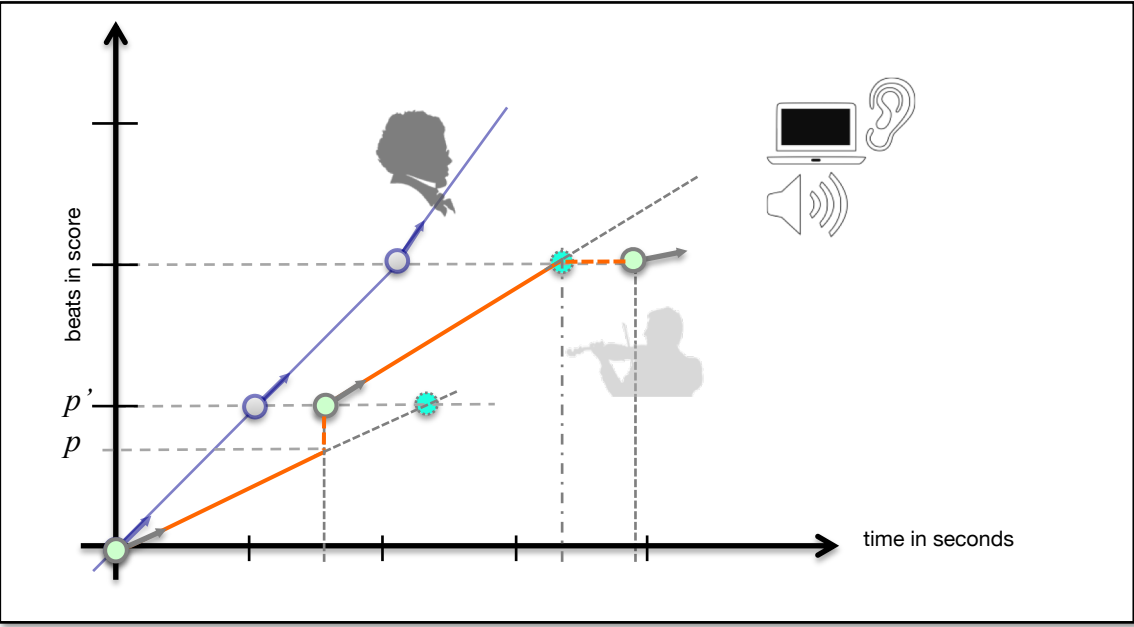 beats in score
p’
p
time in seconds